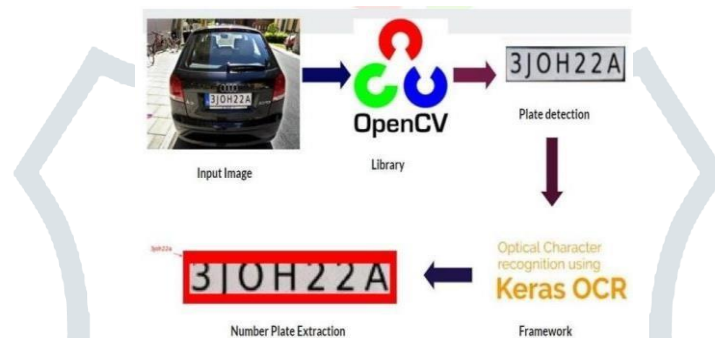 3JOH22A
OpenCV
3JOH22A
Input Image
Library
Plate detection
Optical Character
recognition using
Keras OCR
Framework
3joh22a
3JOH22A
Number Plate Extraction